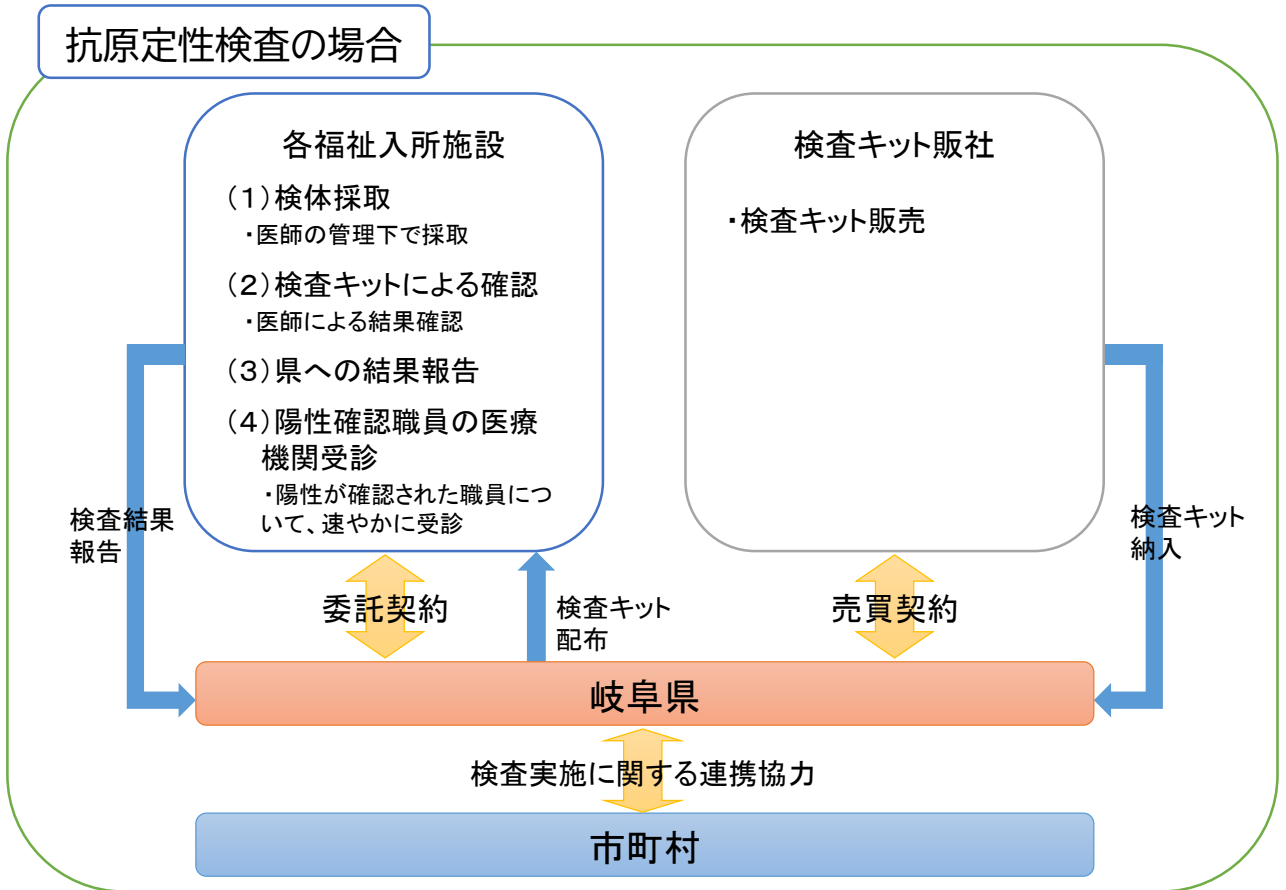 抗原定性検査の場合
各福祉入所施設
(1)検体採取
・医師の管理下で採取
(2)検査キットによる確認
・医師による結果確認
(3)県への結果報告
(4)陽性確認職員の医療
機関受診
・陽性が確認された職員につ
いて、速やかに受診
検査キット販社
・検査キット販売
検査結果
報告
検査キット
納入
委託契約
検査キット
配布
売買契約
岐阜県
検査実施に関する連携協力
市町村